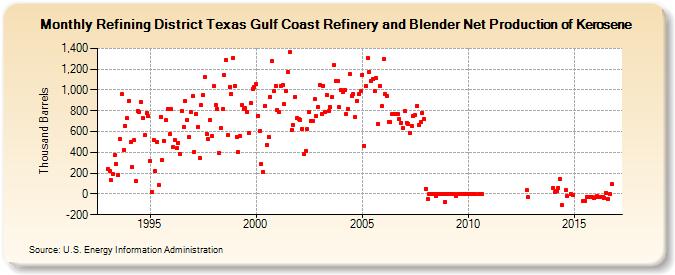 Monthly Refining District Texas Gulf Coast Refinery and Blender Net Production of Kerosene
Thousand Barrels
1,400
1,200
1,000
800
600
400
200
0
-200
1995 2000 2005 2010 2015
Source: U.S. Energy Information Administration